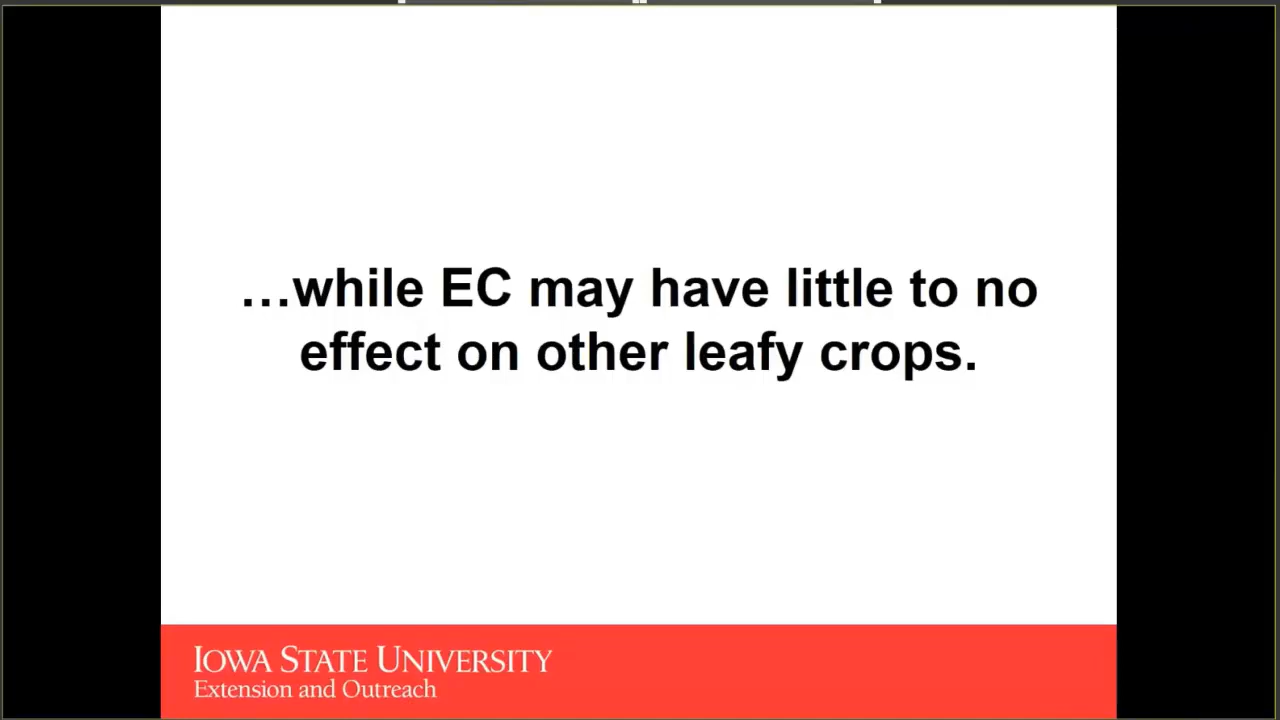 …while EC may have little to no
effect on other leafy crops.
IOWA STATE UNIVERSITY
Extension and Outreach